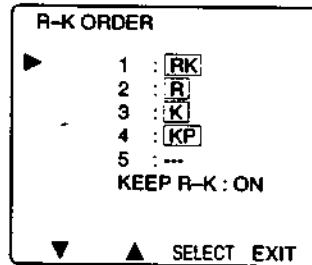 R–K ORDER
▶ 1 : RK
2 : R
3 : K
4 : KP
5 : ---
KEEP R–K : ON
▼ ▲ SELECT EXIT